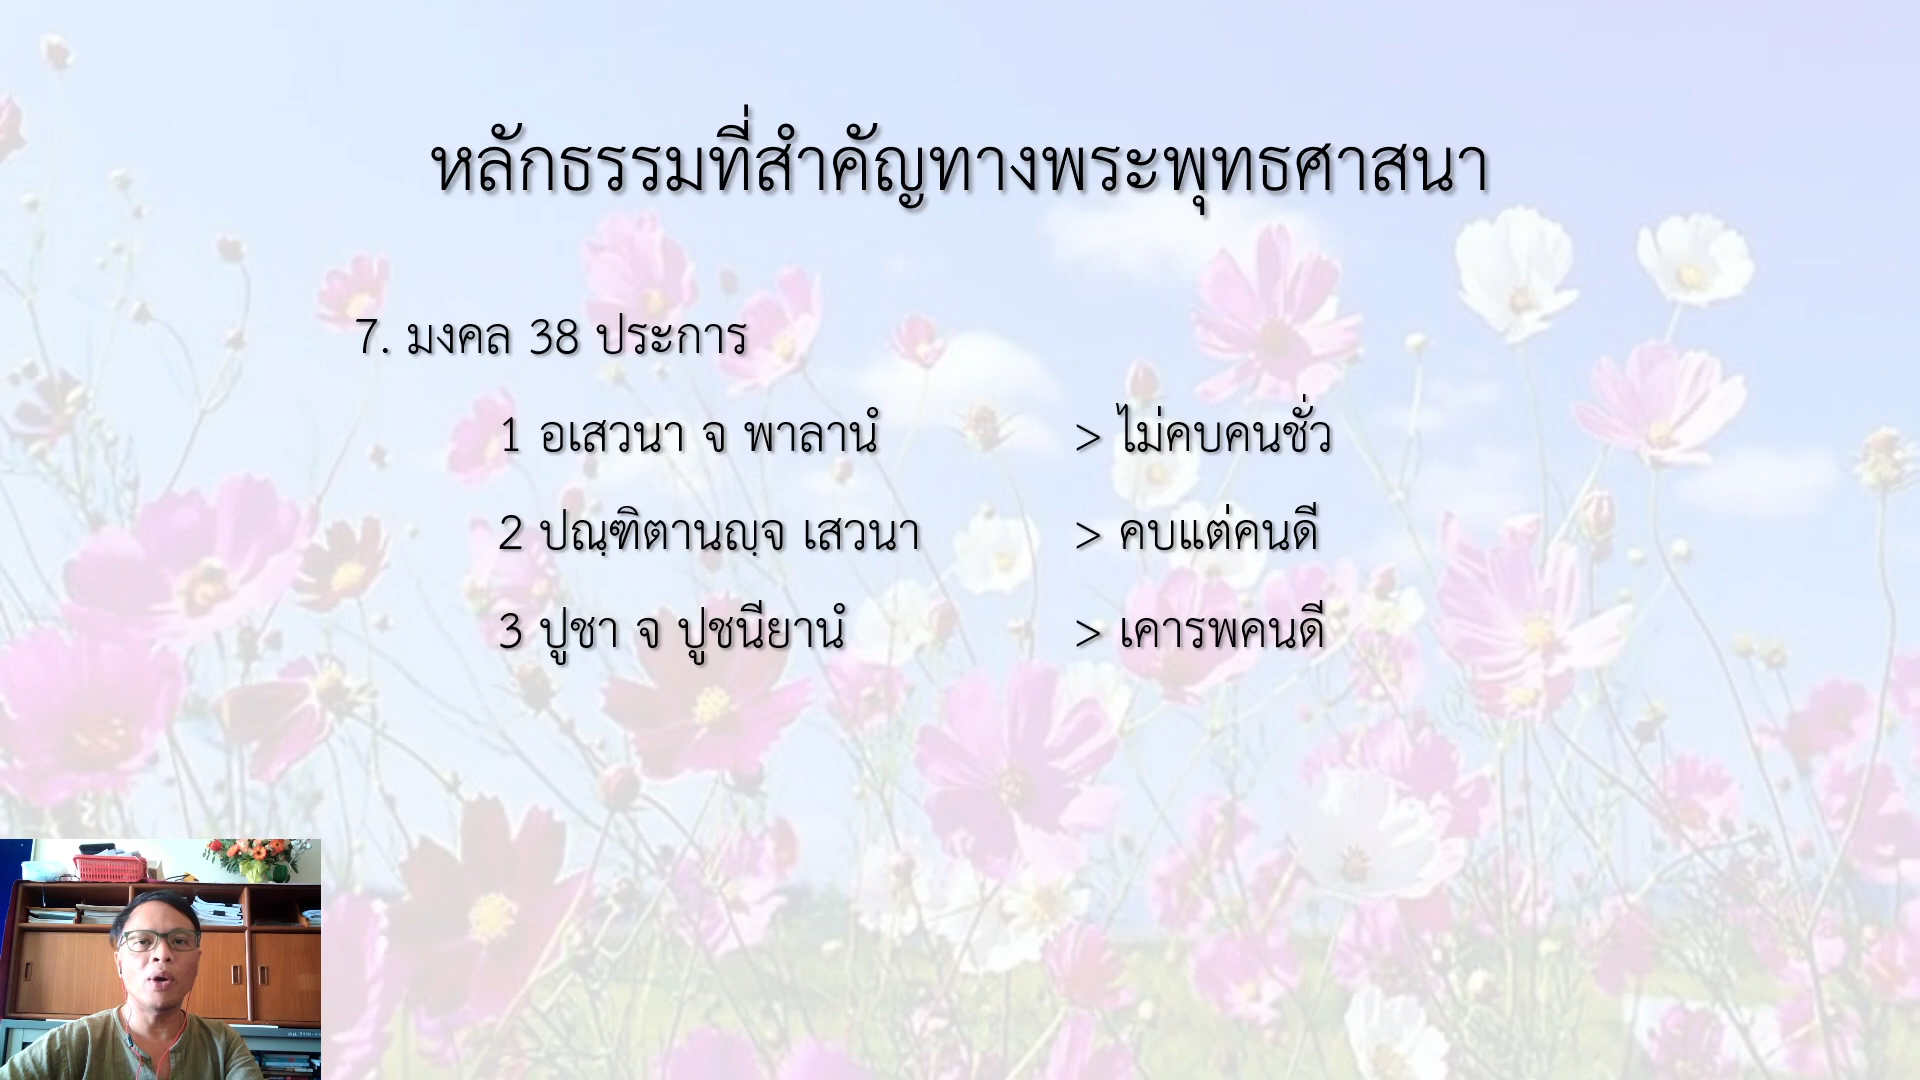 หลักธรรมที่สำคัญทางพระพุทธศาสนา
7. มงคล 38 ประการ
1 อเสวนา จ พาลานํ > ไม่คบคนชั่ว
2 ปณฺฑิตานญฺจ เสวนา > คบแต่คนดี
3 ปูชา จ ปูชนียานํ > เคารพคนดี